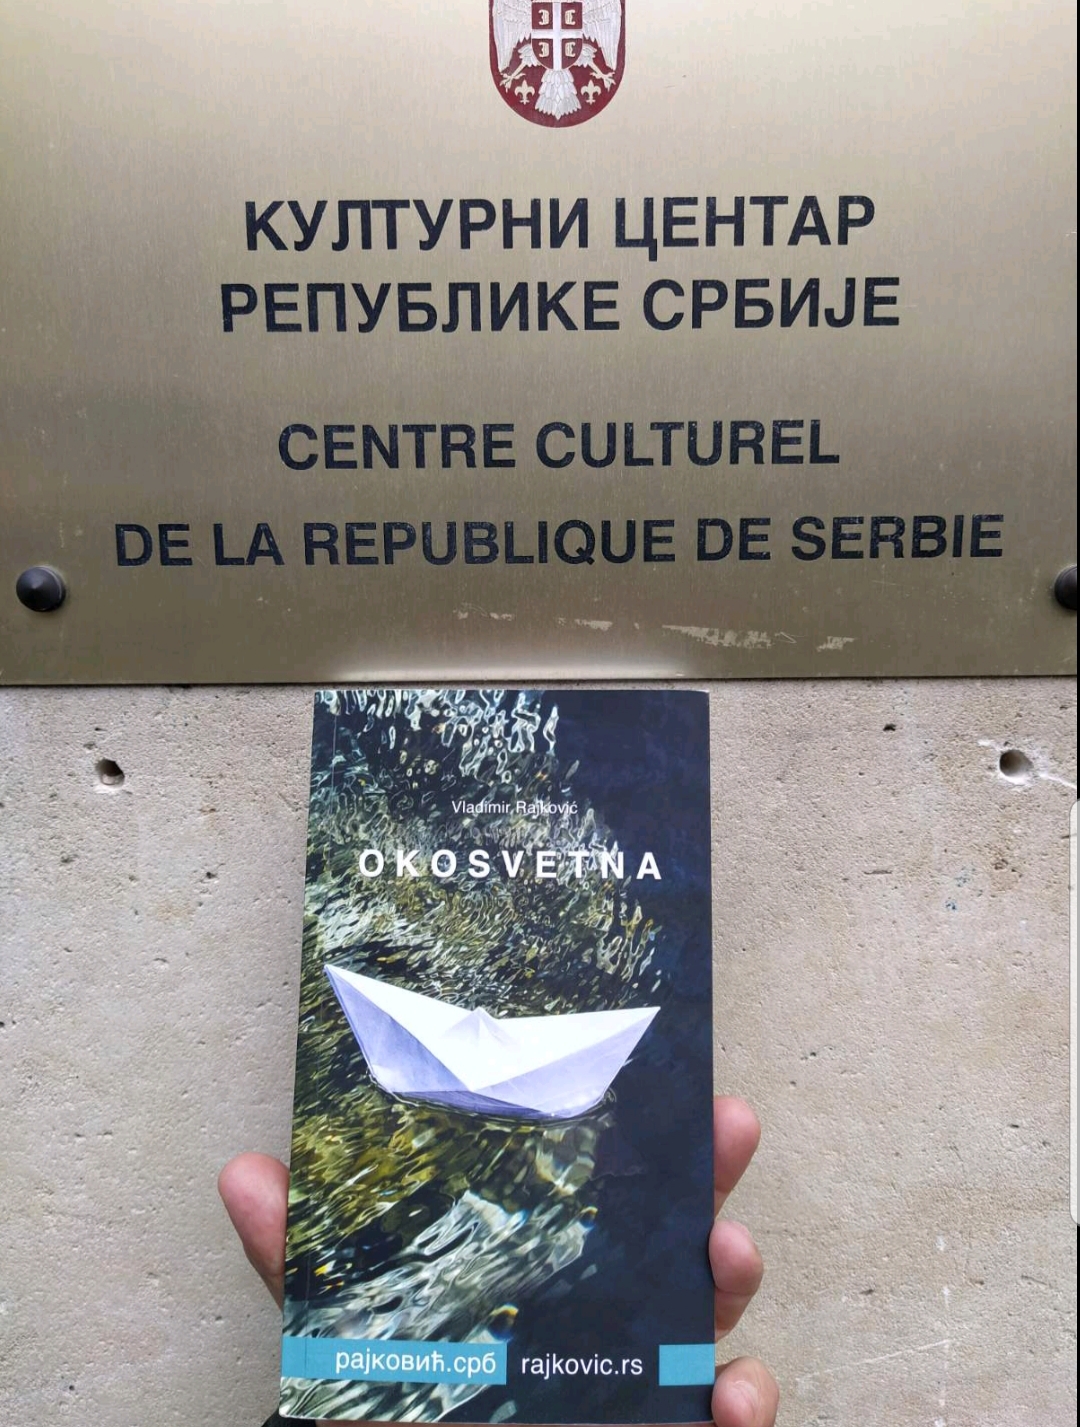 КУЛТУРНИ ЦЕНТАР
РЕПУБЛИКЕ СРБИЈЕ
CENTRE CULTUREL
DE LA REPUBLIQUE DE SERBIE
Vladimir Rajković
OKOSVETNA
рајковић.срб rajkovic.rs